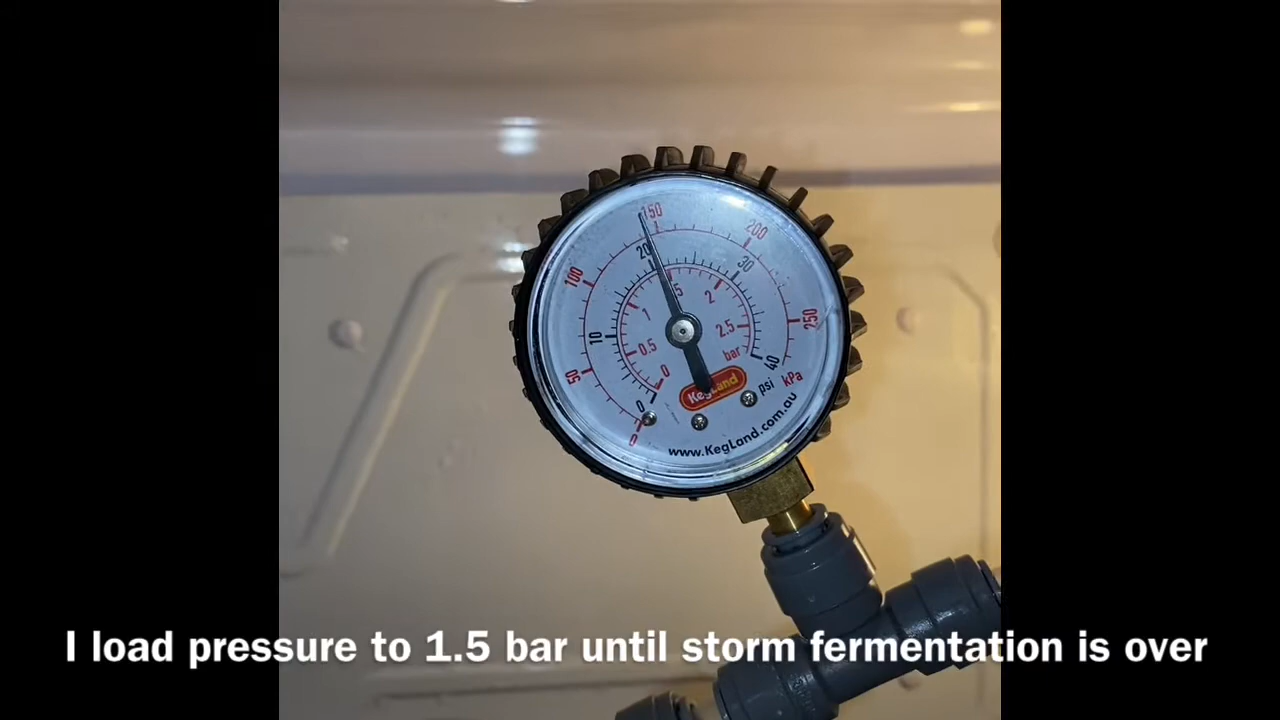 150
200
20
30
100
5
2
1
250
10
2.5
0.5
bar
50
0
40
psi
kPa
KegLand
0
0
www.KegLand.com.au
I load pressure to 1.5 bar until storm fermentation is over